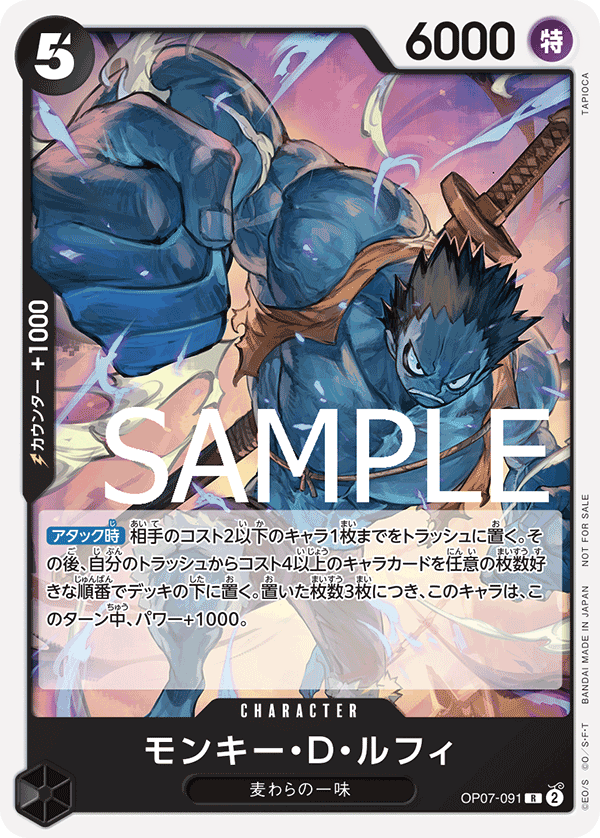 5
6000 特
TAPIOCA
カウンター +1000
SAMPLE
アタック時 相手のコスト2以下のキャラ1枚までをトラッシュに置く。そ
の後、自分のトラッシュからコスト4以上のキャラカードを任意の枚数好
きな順番でデッキの下に置く。置いた枚数3枚につき、このキャラは、こ
のターン中、パワー+1000。
CHARACTER
モンキー・D・ルフィ
麦わらの一味
OP07-091 R 2
©EO/S ©O/S・F・T BANDAI MADE IN JAPAN NOT FOR SALE